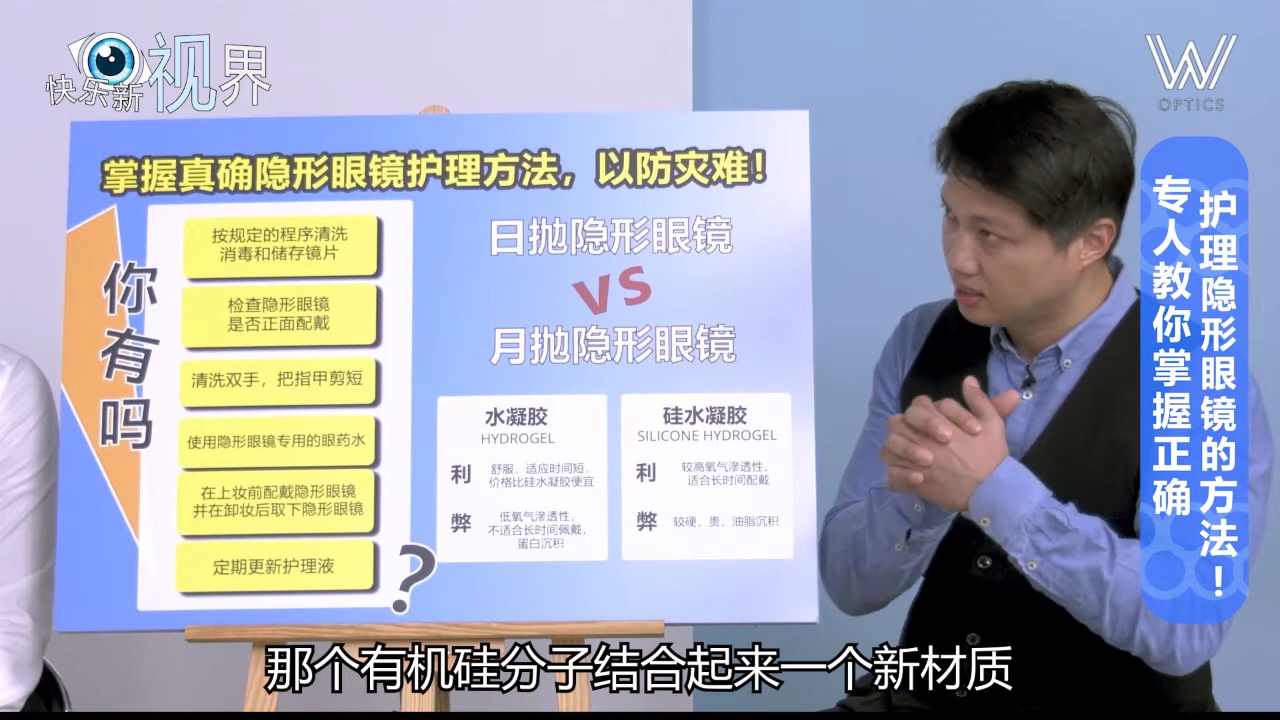 快乐新视界
W
OPTICS
掌握真确隐形眼镜护理方法，以防灾难！
你有吗
?
按规定的程序清洗
消毒和储存镜片
检查隐形眼镜
是否正面配戴
清洗双手，把指甲剪短
使用隐形眼镜专用的眼药水
在上妆前配戴隐形眼镜
并在卸妆后取下隐形眼镜
定期更新护理液
日抛隐形眼镜
VS
月抛隐形眼镜
水凝胶
HYDROGEL
利
舒服，适应时间短，
价格比硅水凝胶便宜
弊
低氧气渗透性，
不适合长时间佩戴，
蛋白沉积
硅水凝胶
SILICONE HYDROGEL
利
较高氧气渗透性，
适合长时间配戴
弊
较硬，贵，油脂沉积
专人教你掌握正确
护理隐形眼镜的方法！
那个有机硅分子结合起来一个新材质